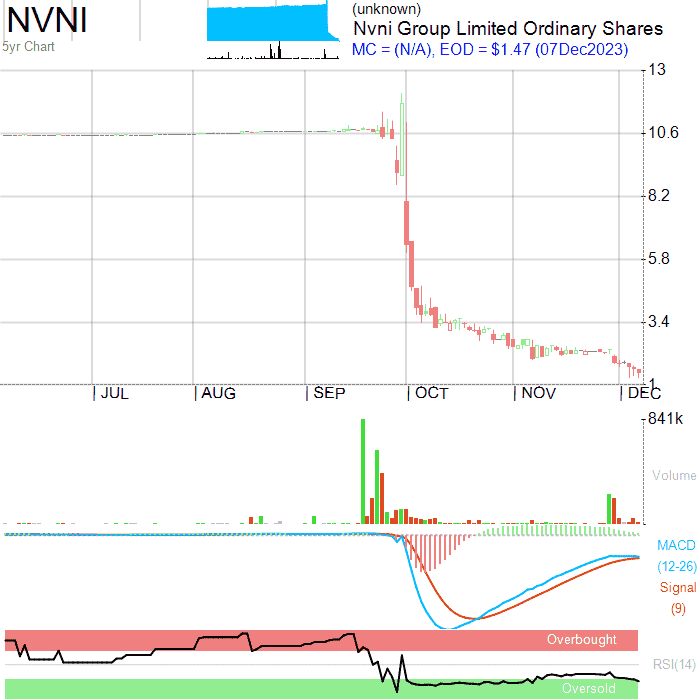 NVNI
5yr Chart
(unknown)
Nvni Group Limited Ordinary Shares
MC = (N/A), EOD = $1.47 (07Dec2023)
13
10.6
8.2
5.8
3.4
1
JUL AUG SEP OCT NOV DEC
841k
Volume
MACD
(12-26)
Signal
(9)
Overbought
RSI(14)
Oversold